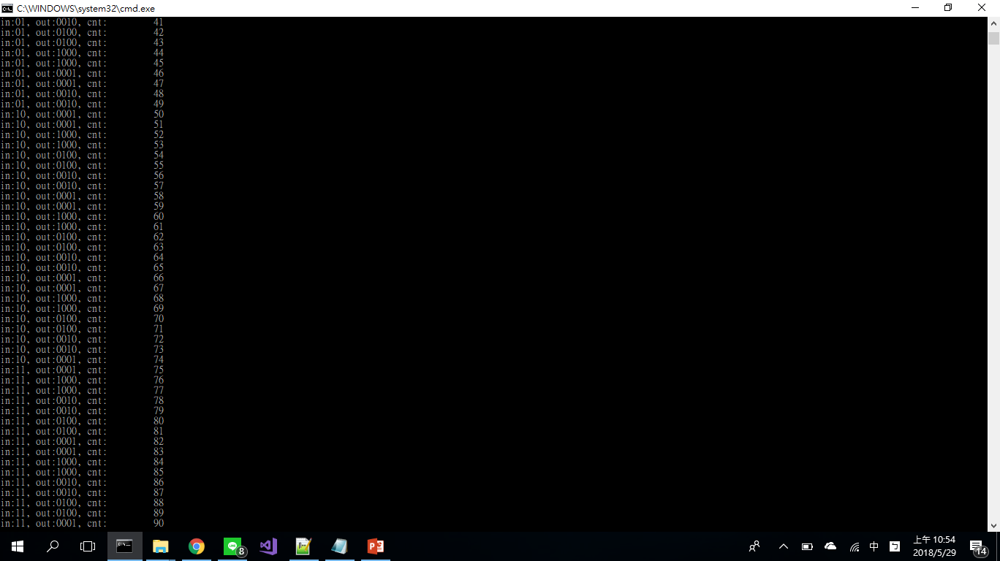 C:\WINDOWS\system32\cmd.exe
in:01, out:0010, cnt: 41
in:01, out:0100, cnt: 42
in:01, out:0100, cnt: 43
in:01, out:1000, cnt: 44
in:01, out:1000, cnt: 45
in:01, out:0001, cnt: 46
in:01, out:0001, cnt: 47
in:01, out:0010, cnt: 48
in:01, out:0010, cnt: 49
in:10, out:0001, cnt: 50
in:10, out:0001, cnt: 51
in:10, out:1000, cnt: 52
in:10, out:1000, cnt: 53
in:10, out:0100, cnt: 54
in:10, out:0100, cnt: 55
in:10, out:0010, cnt: 56
in:10, out:0010, cnt: 57
in:10, out:0001, cnt: 58
in:10, out:0001, cnt: 59
in:10, out:1000, cnt: 60
in:10, out:1000, cnt: 61
in:10, out:0100, cnt: 62
in:10, out:0100, cnt: 63
in:10, out:0010, cnt: 64
in:10, out:0010, cnt: 65
in:10, out:0001, cnt: 66
in:10, out:0001, cnt: 67
in:10, out:1000, cnt: 68
in:10, out:1000, cnt: 69
in:10, out:0100, cnt: 70
in:10, out:0100, cnt: 71
in:10, out:0010, cnt: 72
in:10, out:0010, cnt: 73
in:10, out:0001, cnt: 74
in:11, out:0001, cnt: 75
in:11, out:1000, cnt: 76
in:11, out:1000, cnt: 77
in:11, out:0010, cnt: 78
in:11, out:0010, cnt: 79
in:11, out:0100, cnt: 80
in:11, out:0100, cnt: 81
in:11, out:0001, cnt: 82
in:11, out:0001, cnt: 83
in:11, out:1000, cnt: 84
in:11, out:1000, cnt: 85
in:11, out:0010, cnt: 86
in:11, out:0010, cnt: 87
in:11, out:0100, cnt: 88
in:11, out:0100, cnt: 89
in:11, out:0001, cnt: 90
8
中
上午 10:54
2018/5/29
14